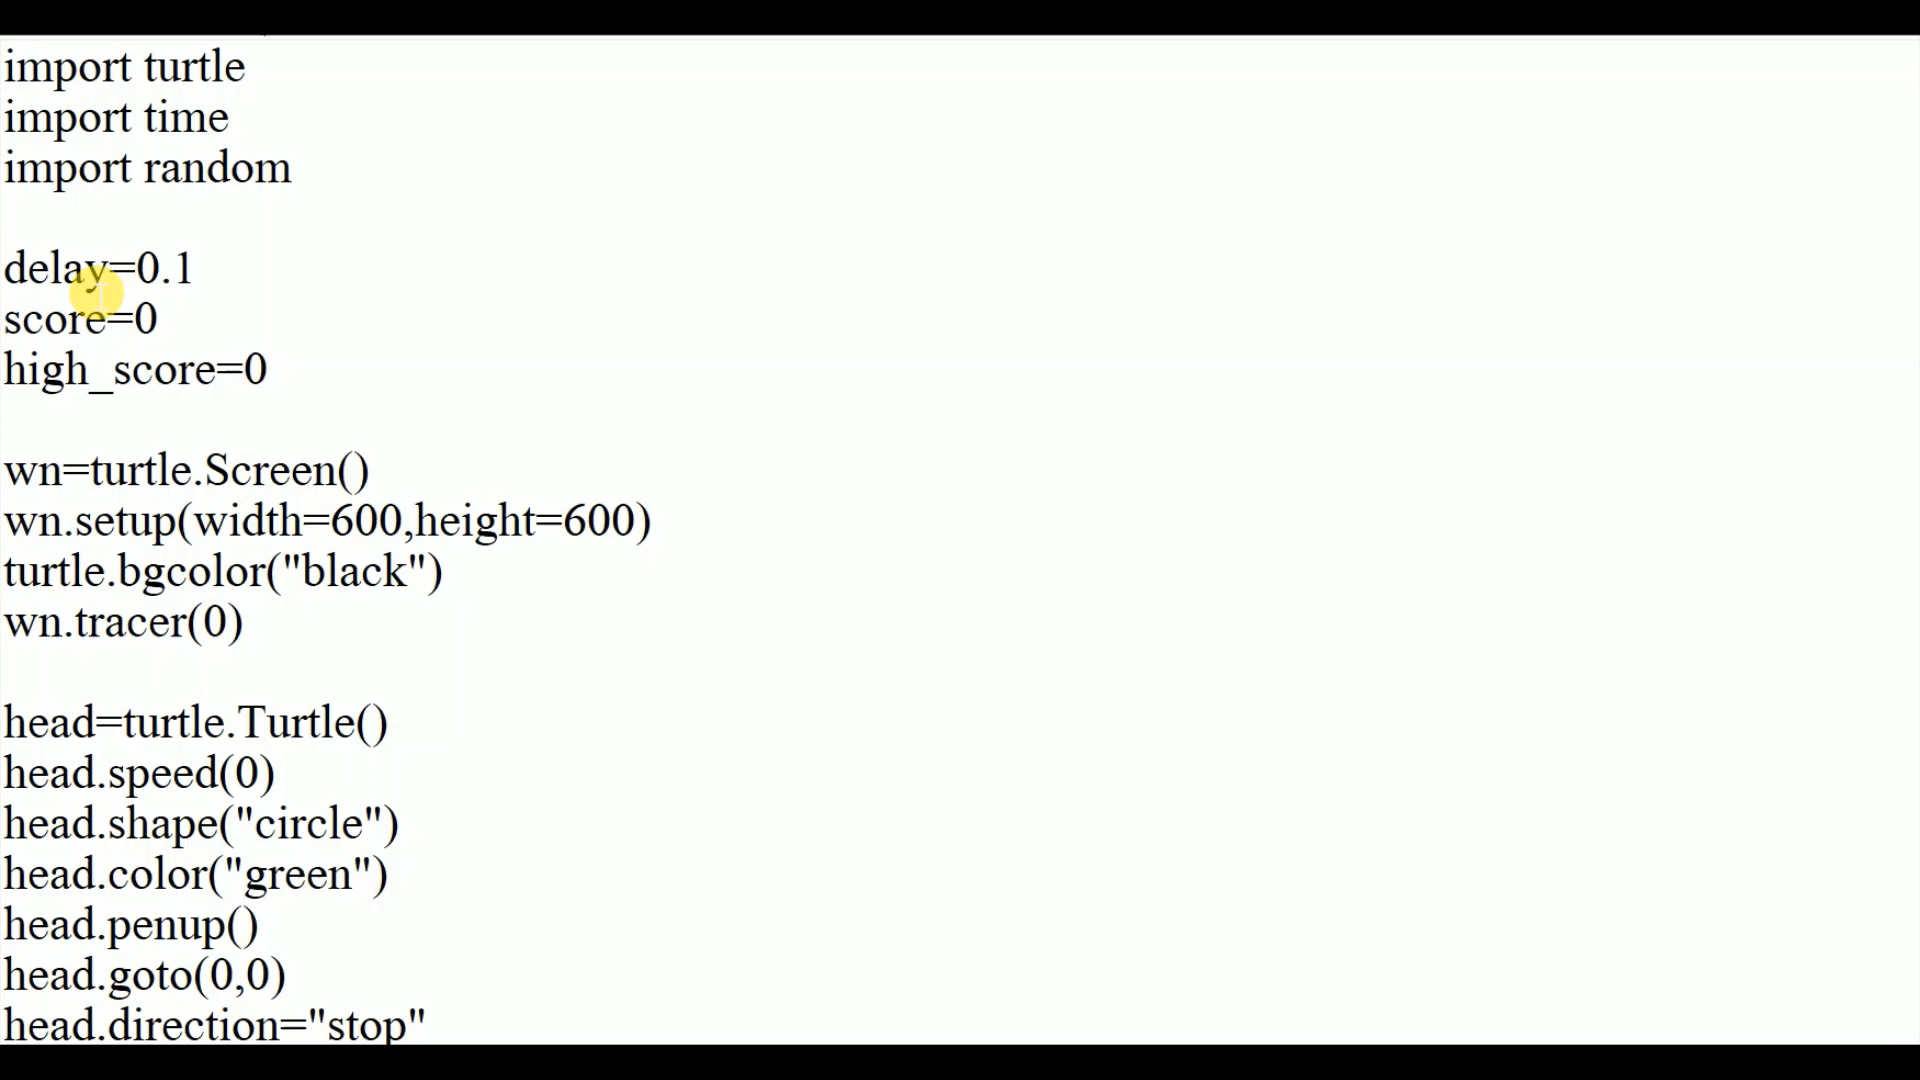 import turtle
import time
import random
delay=0.1
score=0
high_score=0
wn=turtle.Screen()
wn.setup(width=600,height=600)
turtle.bgcolor("black")
wn.tracer(0)
head=turtle.Turtle()
head.speed(0)
head.shape("circle")
head.color("green")
head.penup()
head.goto(0,0)
head.direction="stop"